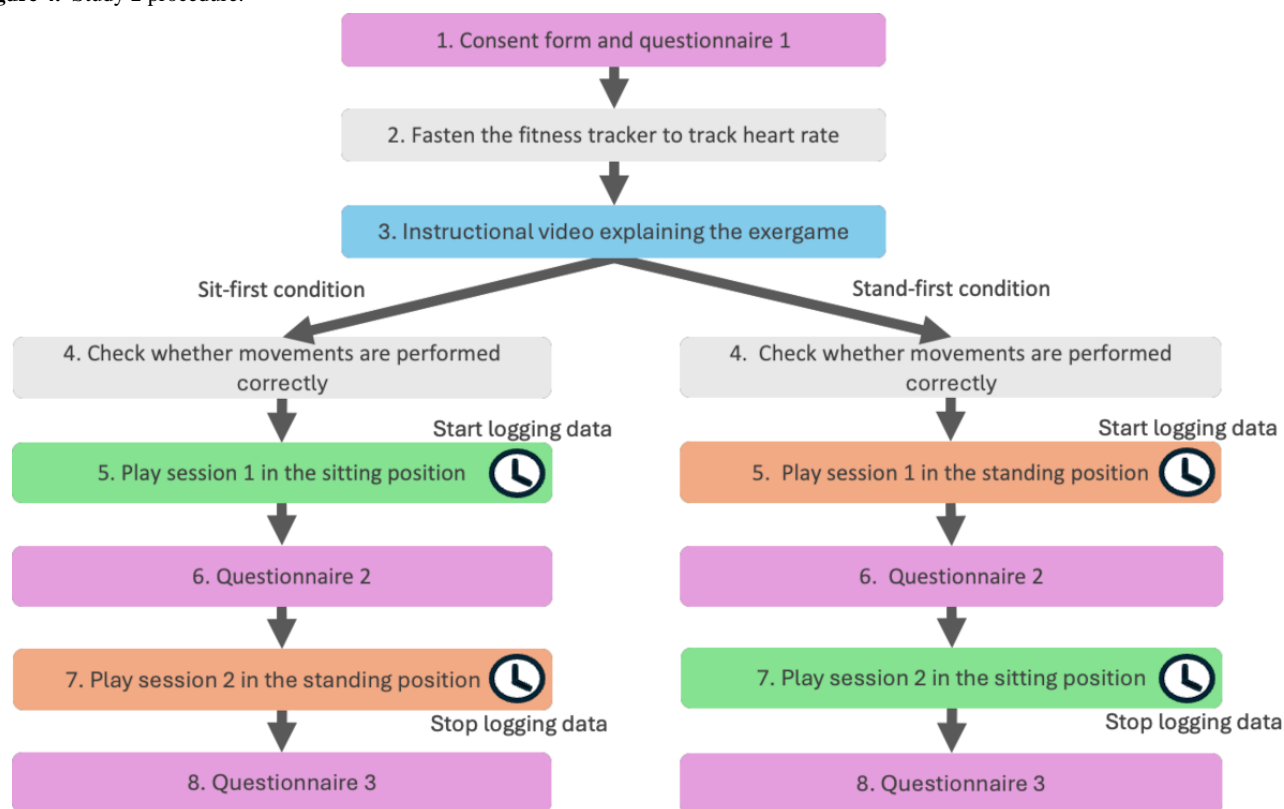 Study 2 procedure.
1. Consent form and questionnaire 1
2. Fasten the fitness tracker to track heart rate
3. Instructional video explaining the exergame
Sit-first condition
Stand-first condition
4. Check whether movements are performed
correctly
4. Check whether movements are performed
correctly
Start logging data
Start logging data
5. Play session 1 in the sitting position
5. Play session 1 in the standing position
6. Questionnaire 2
6. Questionnaire 2
7. Play session 2 in the standing position
7. Play session 2 in the sitting position
Stop logging data
Stop logging data
8. Questionnaire 3
8. Questionnaire 3